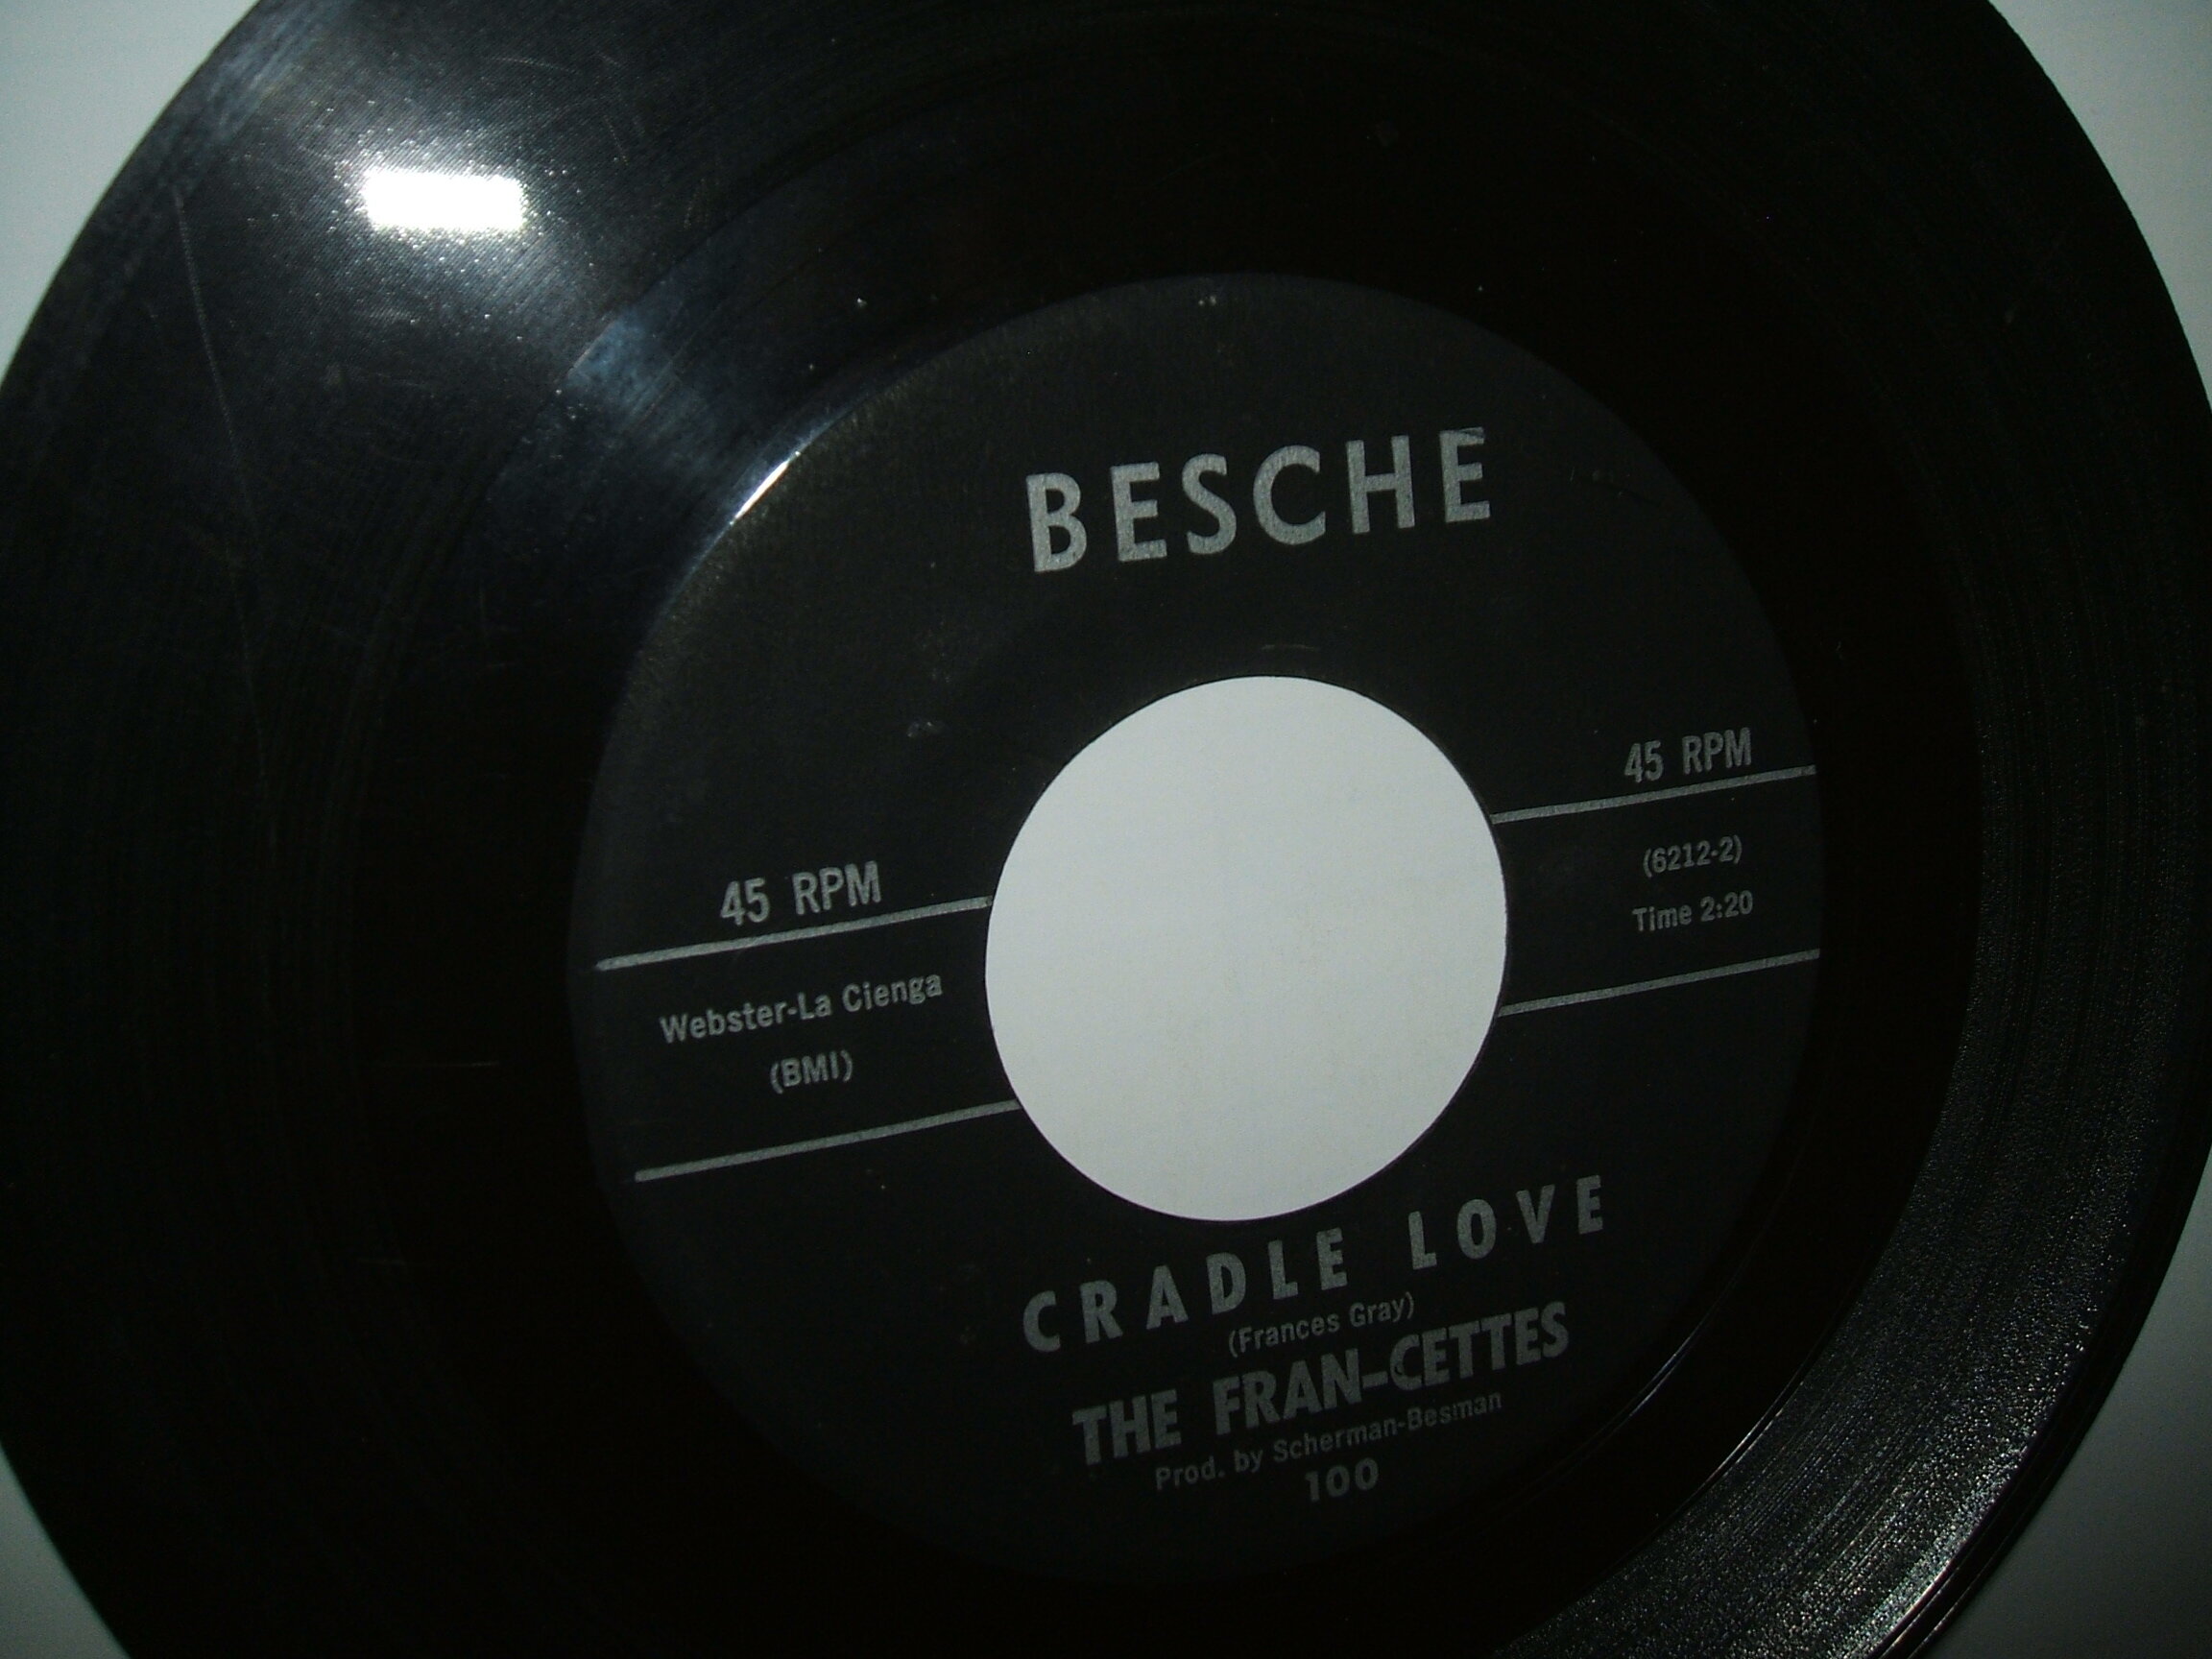 BESCHE
45 RPM
45 RPM
Webster-La Cienga
(BMI)
(6212-2)
Time 2:20
CRADLE LOVE
(Frances Gray)
THE FRAN-CETTES
Prod. by Scherman-Besman
100